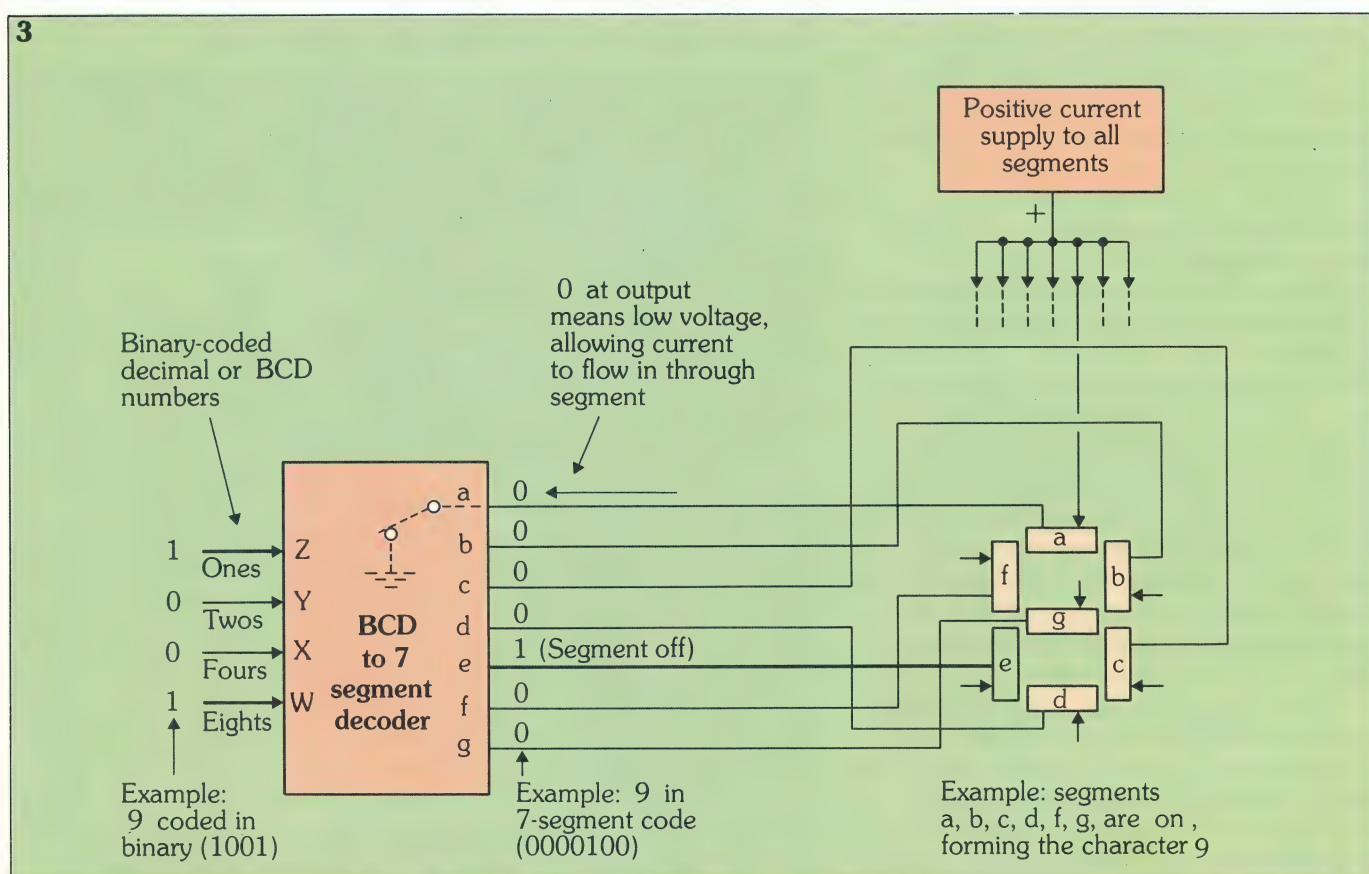 3
Positive current
supply to all
segments
+
0 at output
means low voltage,
allowing current
to flow in through
segment
Binary-coded
decimal or BCD
numbers
1 Ones Z
0 Twos Y
0 Fours X
1 Eights W
BCD
to 7
segment
decoder
a 0
b 0
c 0
d 0
e 1 (Segment off)
f 0
g 0
a
f
b
g
e
c
d
Example:
9 coded in
binary (1001)
Example: 9 in
7-segment code
(0000100)
Example: segments
a, b, c, d, f, g, are on ,
forming the character 9